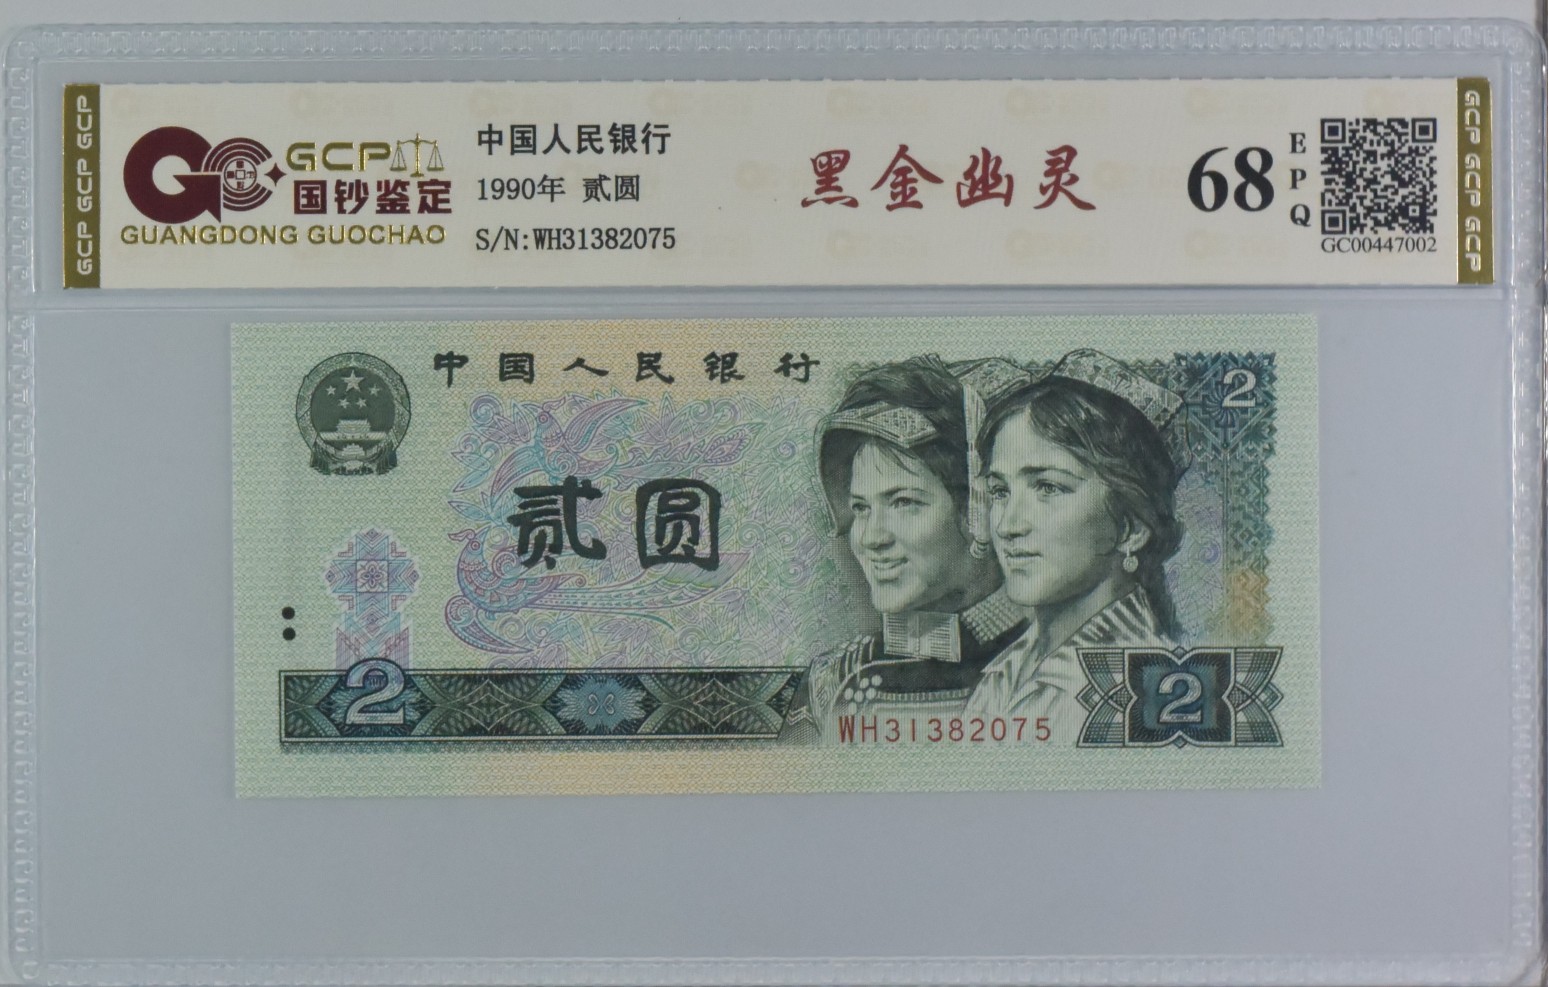 GCP GCP GCP
GCP
国钞鉴定
GUANGDONG GUOCHAO
中国人民银行
1990年 贰圆
S/N:WH31382075
黑金幽灵
68
EPQ
GC00447002
GCP GCP GCP
中国人民银行
2
贰圆
2
WH31382075
2